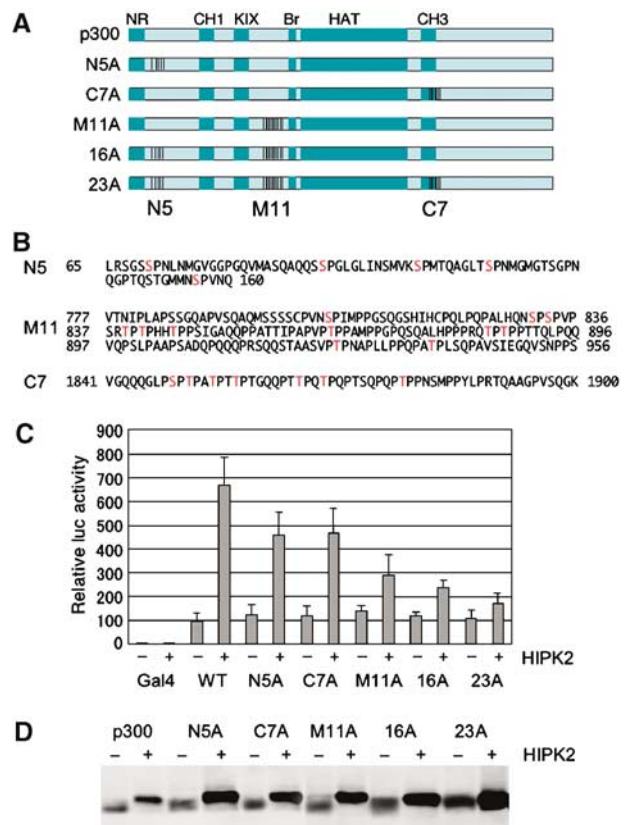 A
NR CH1 KIX Br HAT CH3
p300
N5A
C7A
M11A
16A
23A
N5 M11 C7
B
N5 65 LRSGSSPNLNMGVGGPGQVMASQAQQSSPGLGLINSMVKSPMTQAGLTSPNMGMGTSGPN
QGPTQSTGMMNSPVNQ 160
777 VTNIPLAPSSGQAPVSQAQMSSSSCPVNSPIMPPGSQGSHIHCPQLPQPALHQNSPSPVP 836
M11 837 SRTPTPHHTPPSIGAQQPPATTIPAPVPTPPAMPPGPQSQALHPPPRQTPTPPTTQLPQQ 896
897 VQPSLPAAPSADQPQQQPRSQQSTAASVPTPNAPLLPPQPATPLSQPAVSIEGQVSNPPS 956
C7 1841 VGQQQGLPSPTPATPTTPTGQQPTTPQTPQPTSQPQPTPPNSMPPYLPRTQAAGPVSQGK 1900
C
Relative luc activity
900
800
700
600
500
400
300
200
100
0
– + – + – + – + – + – + – + HIPK2
Gal4 WT N5A C7A M11A 16A 23A
D
p300 N5A C7A M11A 16A 23A
– + – + – + – + – + – + HIPK2